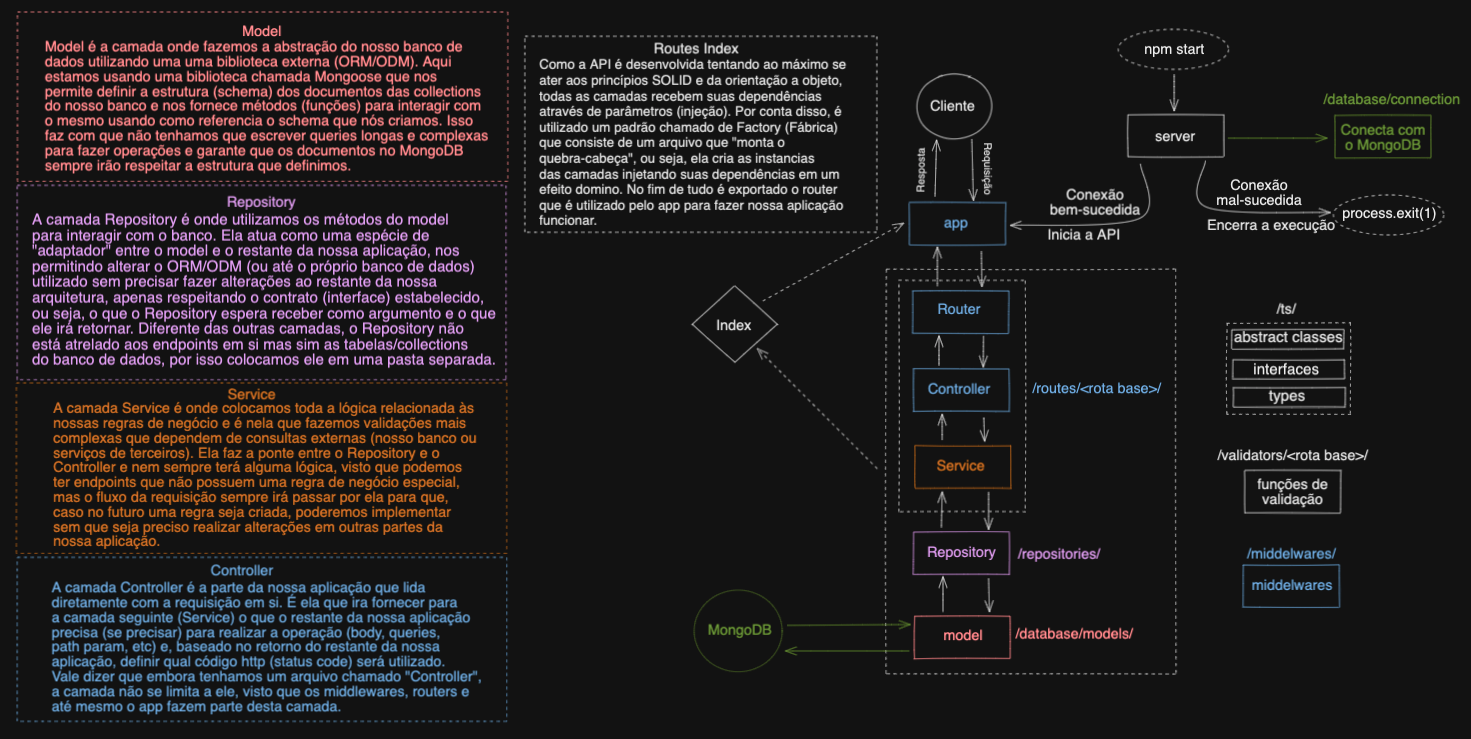 Model
Model é a camada onde fazemos a abstração do nosso banco de
dados utilizando uma uma biblioteca externa (ORM/ODM). Aqui
estamos usando uma biblioteca chamada Mongoose que nos
permite definir a estrutura (schema) dos documentos das collections
do nosso banco e nos fornece métodos (funções) para interagir com
o mesmo usando como referencia o schema que nós criamos. Isso
faz com que não tenhamos que escrever queries longas e complexas
para fazer operações e garante que os documentos no MongoDB
sempre irão respeitar a estrutura que definimos.
Repository
A camada Repository é onde utilizamos os métodos do model
para interagir com o banco. Ela atua como uma espécie de
"adaptador" entre o model e o restante da nossa aplicação, nos
permitindo alterar o ORM/ODM (ou até o próprio banco de dados)
utilizado sem precisar fazer alterações ao restante da nossa
arquitetura, apenas respeitando o contrato (interface) estabelecido,
ou seja, o que o Repository espera receber como argumento e o que
ele irá retornar. Diferente das outras camadas, o Repository não
está atrelado aos endpoints em si mas sim as tabelas/collections
do banco de dados, por isso colocamos ele em uma pasta separada.
Service
A camada Service é onde colocamos toda a lógica relacionada às
nossas regras de negócio e é nela que fazemos validações mais
complexas que dependem de consultas externas (nosso banco ou
serviços de terceiros). Ela faz a ponte entre o Repository e o
Controller e nem sempre terá alguma lógica, visto que podemos
ter endpoints que não possuem uma regra de negócio especial,
mas o fluxo da requisição sempre irá passar por ela para que,
caso no futuro uma regra seja criada, poderemos implementar
sem que seja preciso realizar alterações em outras partes da
nossa aplicação.
Controller
A camada Controller é a parte da nossa aplicação que lida
diretamente com a requisição em si. É ela que ira fornecer para
a camada seguinte (Service) o que o restante da nossa aplicação
precisa (se precisar) para realizar a operação (body, queries,
path param, etc) e, baseado no retorno do restante da nossa
aplicação, definir qual código http (status code) será utilizado.
Vale dizer que embora tenhamos um arquivo chamado "Controller",
a camada não se limita a ele, visto que os middlewares, routers e
até mesmo o app fazem parte desta camada.
Routes Index
Como a API é desenvolvida tentando ao máximo se
ater aos princípios SOLID e da orientação a objeto,
todas as camadas recebem suas dependências
através de parâmetros (injeção). Por conta disso, é
utilizado um padrão chamado de Factory (Fábrica)
que consiste de um arquivo que "monta o
quebra-cabeça", ou seja, ela cria as instancias
das camadas injetando suas dependências em um
efeito domino. No fim de tudo é exportado o router
que é utilizado pelo app para fazer nossa aplicação
funcionar.
Cliente
Resposta
Requisição
app
Index
Router
Controller
/routes/<rota base>/
Service
Repository
/repositories/
model
/database/models/
MongoDB
npm start
server
/database/connection
Conecta com
o MongoDB
Conexão
bem-sucedida
Inicia a API
Conexão
mal-sucedida
Encerra a execução
process.exit(1)
/ts/
abstract classes
interfaces
types
/validators/<rota base>/
funções de
validação
/middelwares/
middelwares